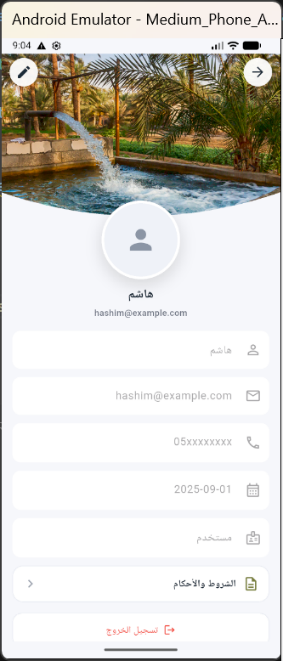 Android Emulator - Medium_Phone_A...
9:04
هاشم
hashim@example.com
هاشم
hashim@example.com
05xxxxxxxx
2025-09-01
مستخدم
الشروط والأحكام
تسجيل الخروج